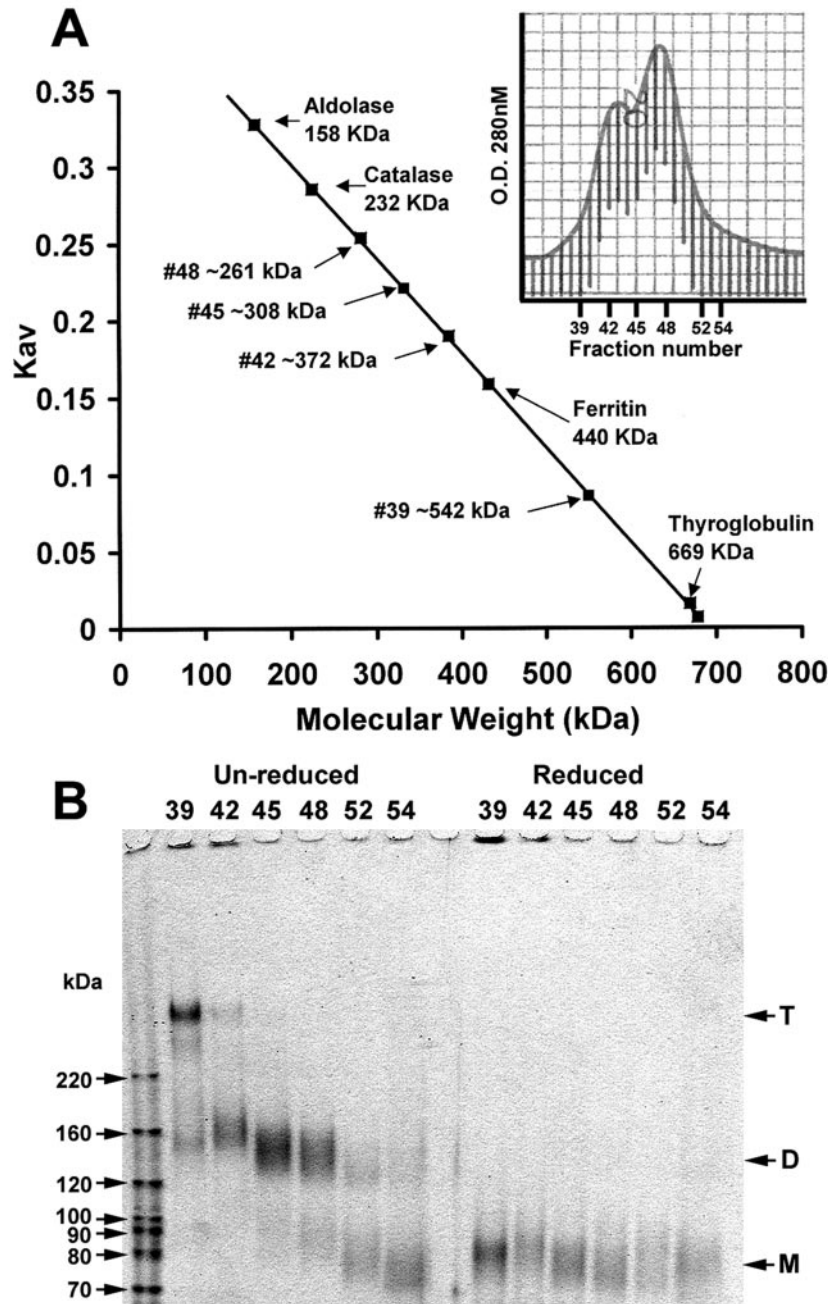 A
0.35
0.3
0.25
0.2
0.15
0.1
0.05
0
Kav
Aldolase
158 KDa
Catalase
232 KDa
#48 ~261 kDa
#45 ~308 kDa
#42 ~372 kDa
Ferritin
440 KDa
#39 ~542 kDa
Thyroglobulin
669 KDa
0 100 200 300 400 500 600 700 800
Molecular Weight (kDa)
O.D. 280nM
39 42 45 48 52 54
Fraction number
B
Un-reduced Reduced
39 42 45 48 52 54 39 42 45 48 52 54
kDa
T
220
160
D
120
100
90
80
M
70